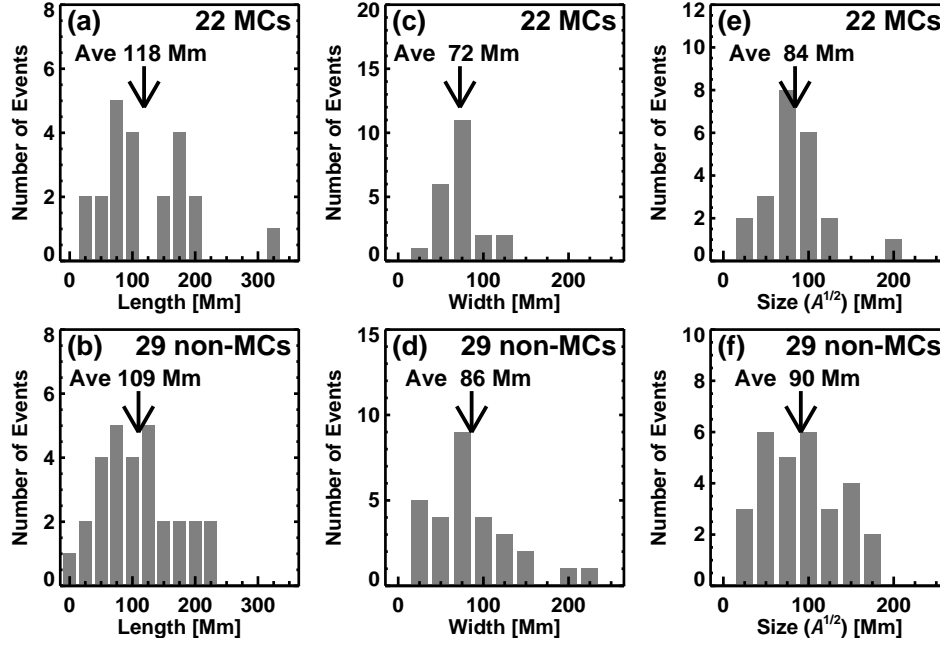 (a) 22 MCs
Ave 118 Mm
Number of Events
8
6
4
2
0
0 100 200 300
Length [Mm]
(c) 22 MCs
Ave 72 Mm
Number of Events
20
15
10
5
0
0 100 200
Width [Mm]
(e) 22 MCs
Ave 84 Mm
Number of Events
12
10
8
6
4
2
0
0 100 200
Size (A^1/2) [Mm]
(b) 29 non-MCs
Ave 109 Mm
Number of Events
8
6
4
2
0
0 100 200 300
Length [Mm]
(d) 29 non-MCs
Ave 86 Mm
Number of Events
15
10
5
0
0 100 200
Width [Mm]
(f) 29 non-MCs
Ave 90 Mm
Number of Events
10
8
6
4
2
0
0 100 200
Size (A^1/2) [Mm]